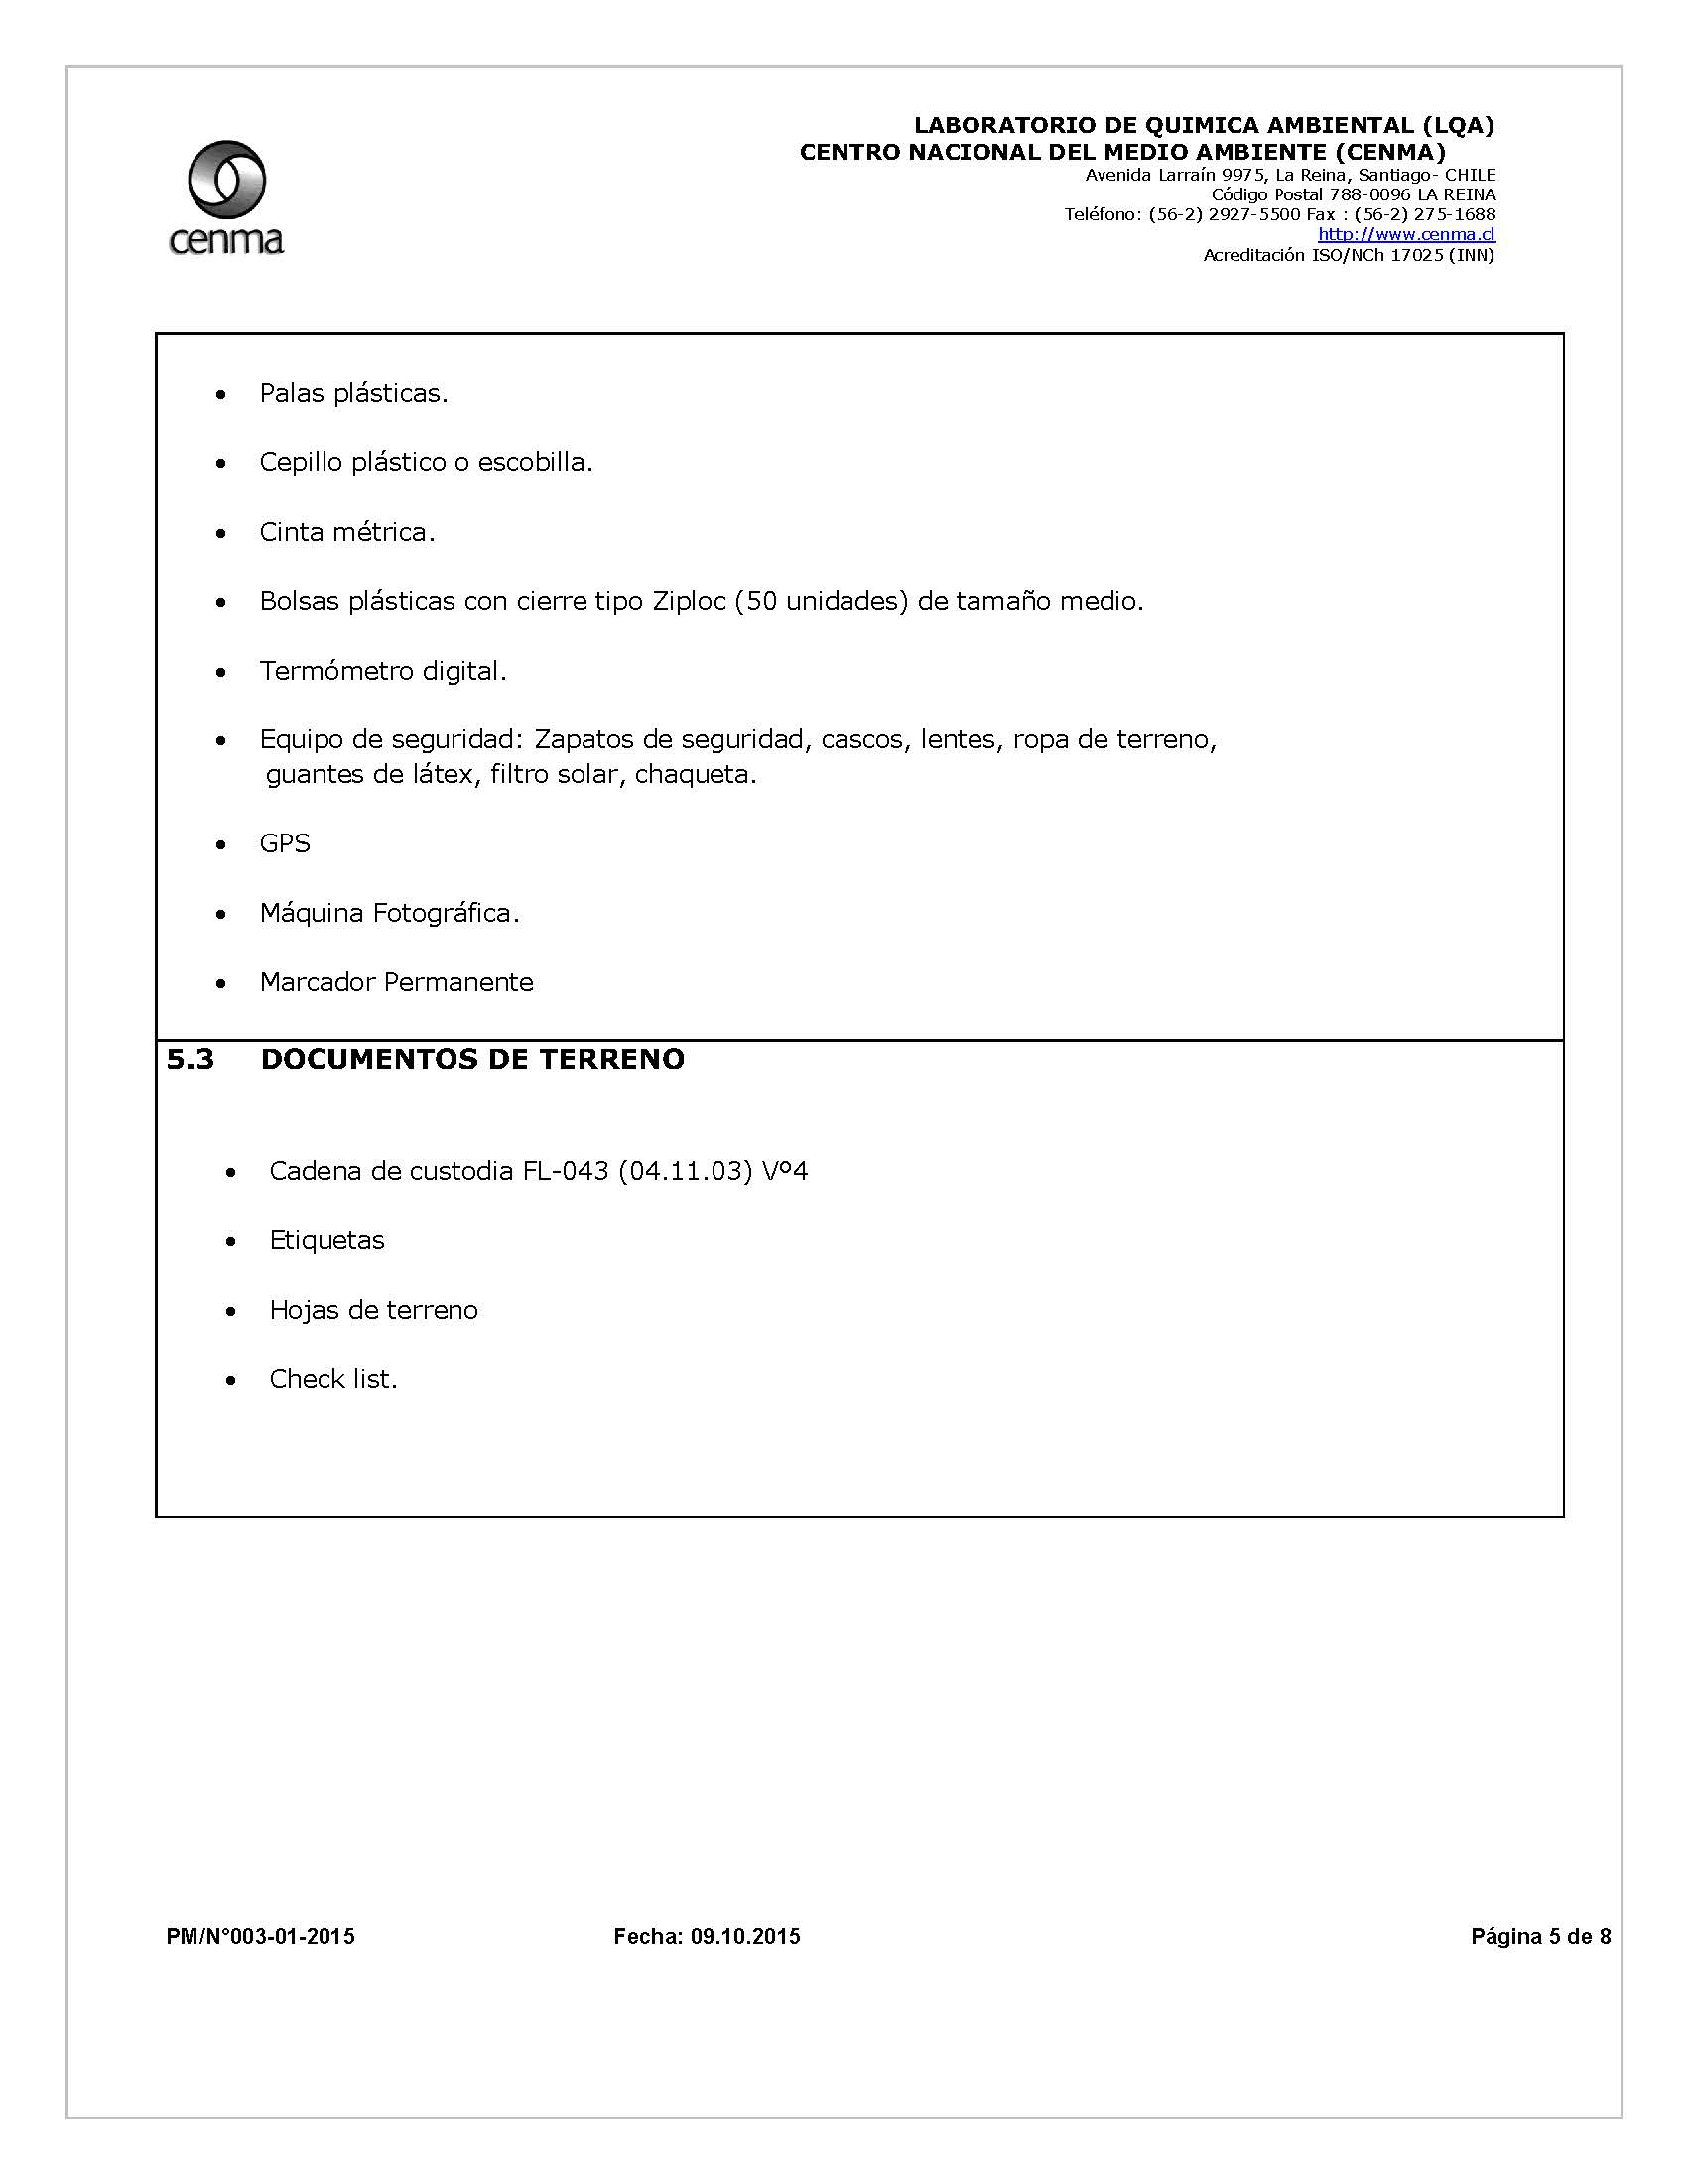 cenma
LABORATORIO DE QUIMICA AMBIENTAL (LQA)
CENTRO NACIONAL DEL MEDIO AMBIENTE (CENMA)
Avenida Larraín 9975, La Reina, Santiago- CHILE
Código Postal 788-0096 LA REINA
Teléfono: (56-2) 2927-5500 Fax : (56-2) 275-1688
http://www.cenma.cl
Acreditación ISO/NCh 17025 (INN)
• Palas plásticas.
• Cepillo plástico o escobilla.
• Cinta métrica.
• Bolsas plásticas con cierre tipo Ziploc (50 unidades) de tamaño medio.
• Termómetro digital.
• Equipo de seguridad: Zapatos de seguridad, cascos, lentes, ropa de terreno,
guantes de látex, filtro solar, chaqueta.
• GPS
• Máquina Fotográfica.
• Marcador Permanente
5.3 DOCUMENTOS DE TERRENO
• Cadena de custodia FL-043 (04.11.03) Vº4
• Etiquetas
• Hojas de terreno
• Check list.
PM/N°003-01-2015 Fecha: 09.10.2015 Página 5 de 8